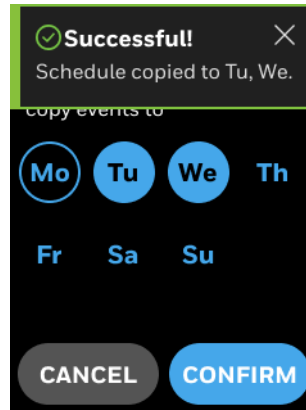 Successful!
Schedule copied to Tu, We.
copy events to
Mo Tu We Th
Fr Sa Su
CANCEL CONFIRM